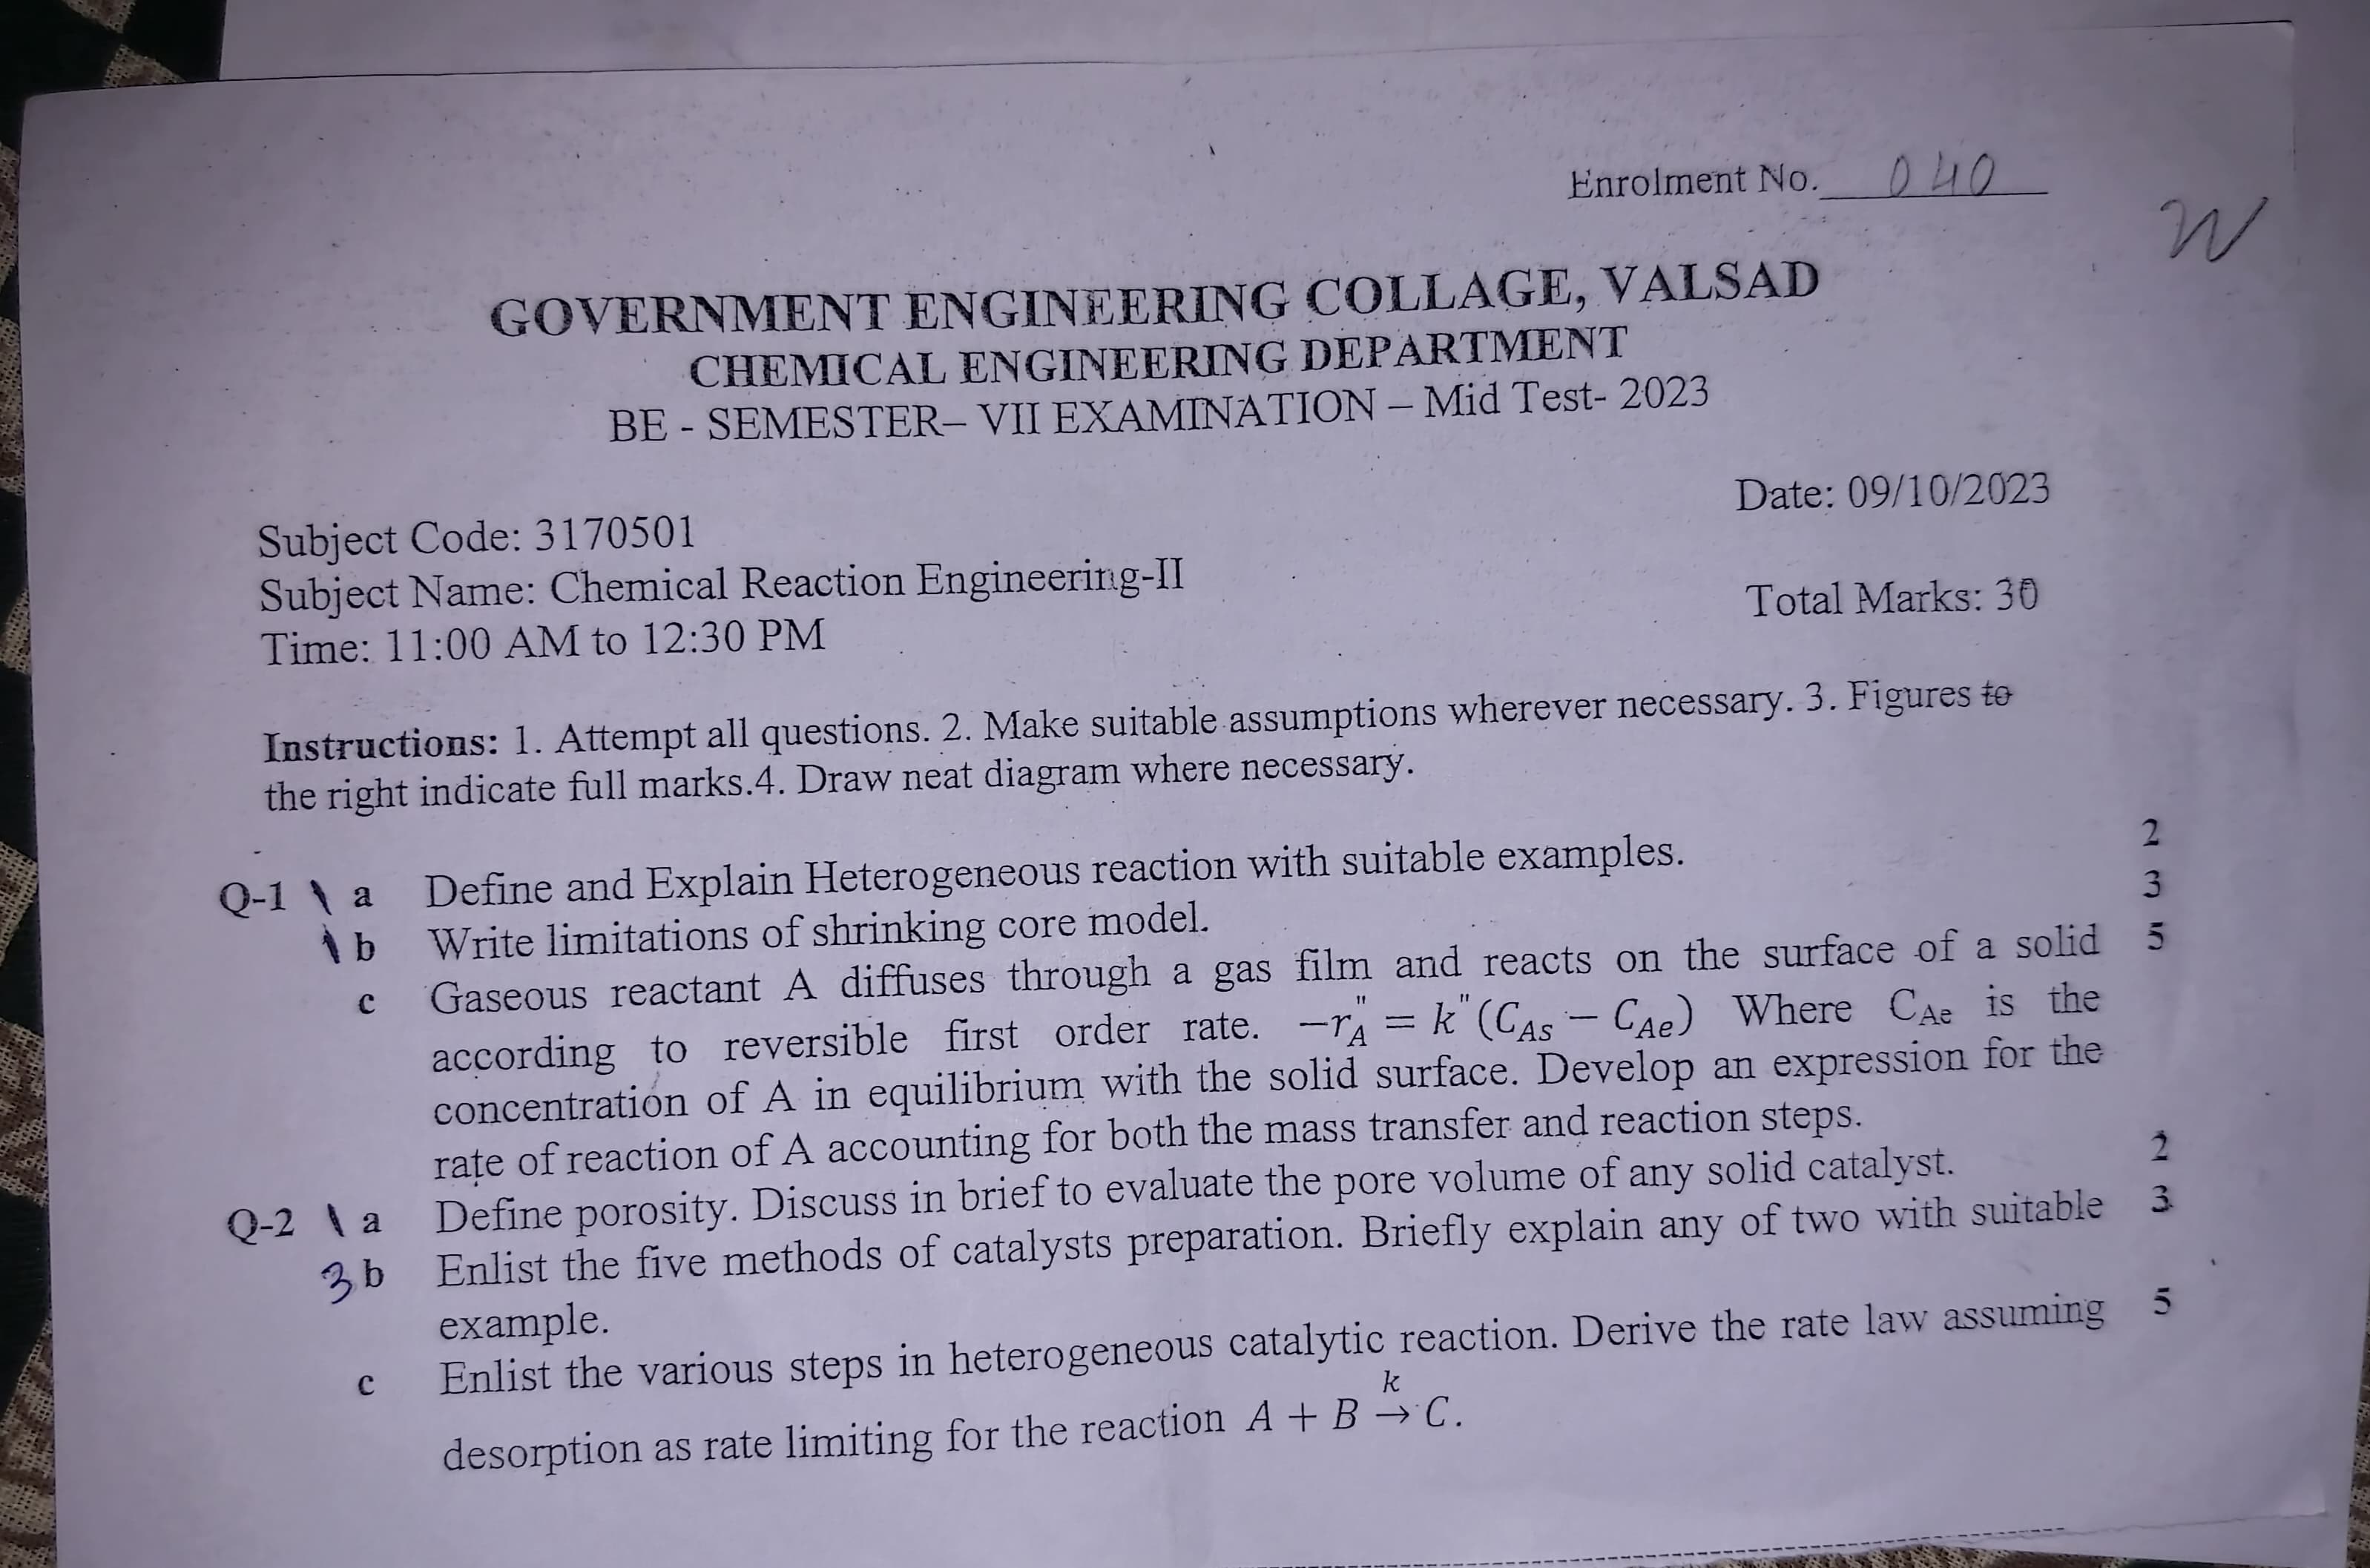 Enrolment No. 040
W
GOVERNMENT ENGINEERING COLLAGE, VALSAD
CHEMICAL ENGINEERING DEPARTMENT
BE - SEMESTER– VII EXAMINATION – Mid Test- 2023
Date: 09/10/2023
Subject Code: 3170501
Subject Name: Chemical Reaction Engineering-II
Total Marks: 30
Time: 11:00 AM to 12:30 PM
Instructions: 1. Attempt all questions. 2. Make suitable assumptions wherever necessary. 3. Figures to
the right indicate full marks.4. Draw neat diagram where necessary.
Q-1 \ a Define and Explain Heterogeneous reaction with suitable examples. 2
\ b Write limitations of shrinking core model. 3
c Gaseous reactant A diffuses through a gas film and reacts on the surface of a solid 5
according to reversible first order rate. −r"_A = k"(C_As − C_Ae) Where C_Ae is the
concentration of A in equilibrium with the solid surface. Develop an expression for the
rate of reaction of A accounting for both the mass transfer and reaction steps.
Q-2 \ a Define porosity. Discuss in brief to evaluate the pore volume of any solid catalyst. 2
3 b Enlist the five methods of catalysts preparation. Briefly explain any of two with suitable 3
example.
c Enlist the various steps in heterogeneous catalytic reaction. Derive the rate law assuming 5
k
desorption as rate limiting for the reaction A + B → C.